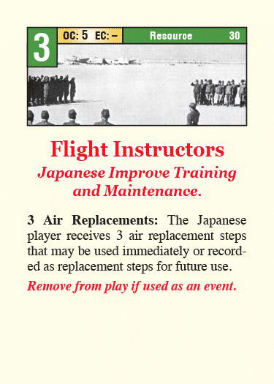 3 OC: 5 EC: – Resource 30
Flight Instructors
Japanese Improve Training
and Maintenance.
3 Air Replacements: The Japanese
player receives 3 air replacement steps
that may be used immediately or record-
ed as replacement steps for future use.
Remove from play if used as an event.